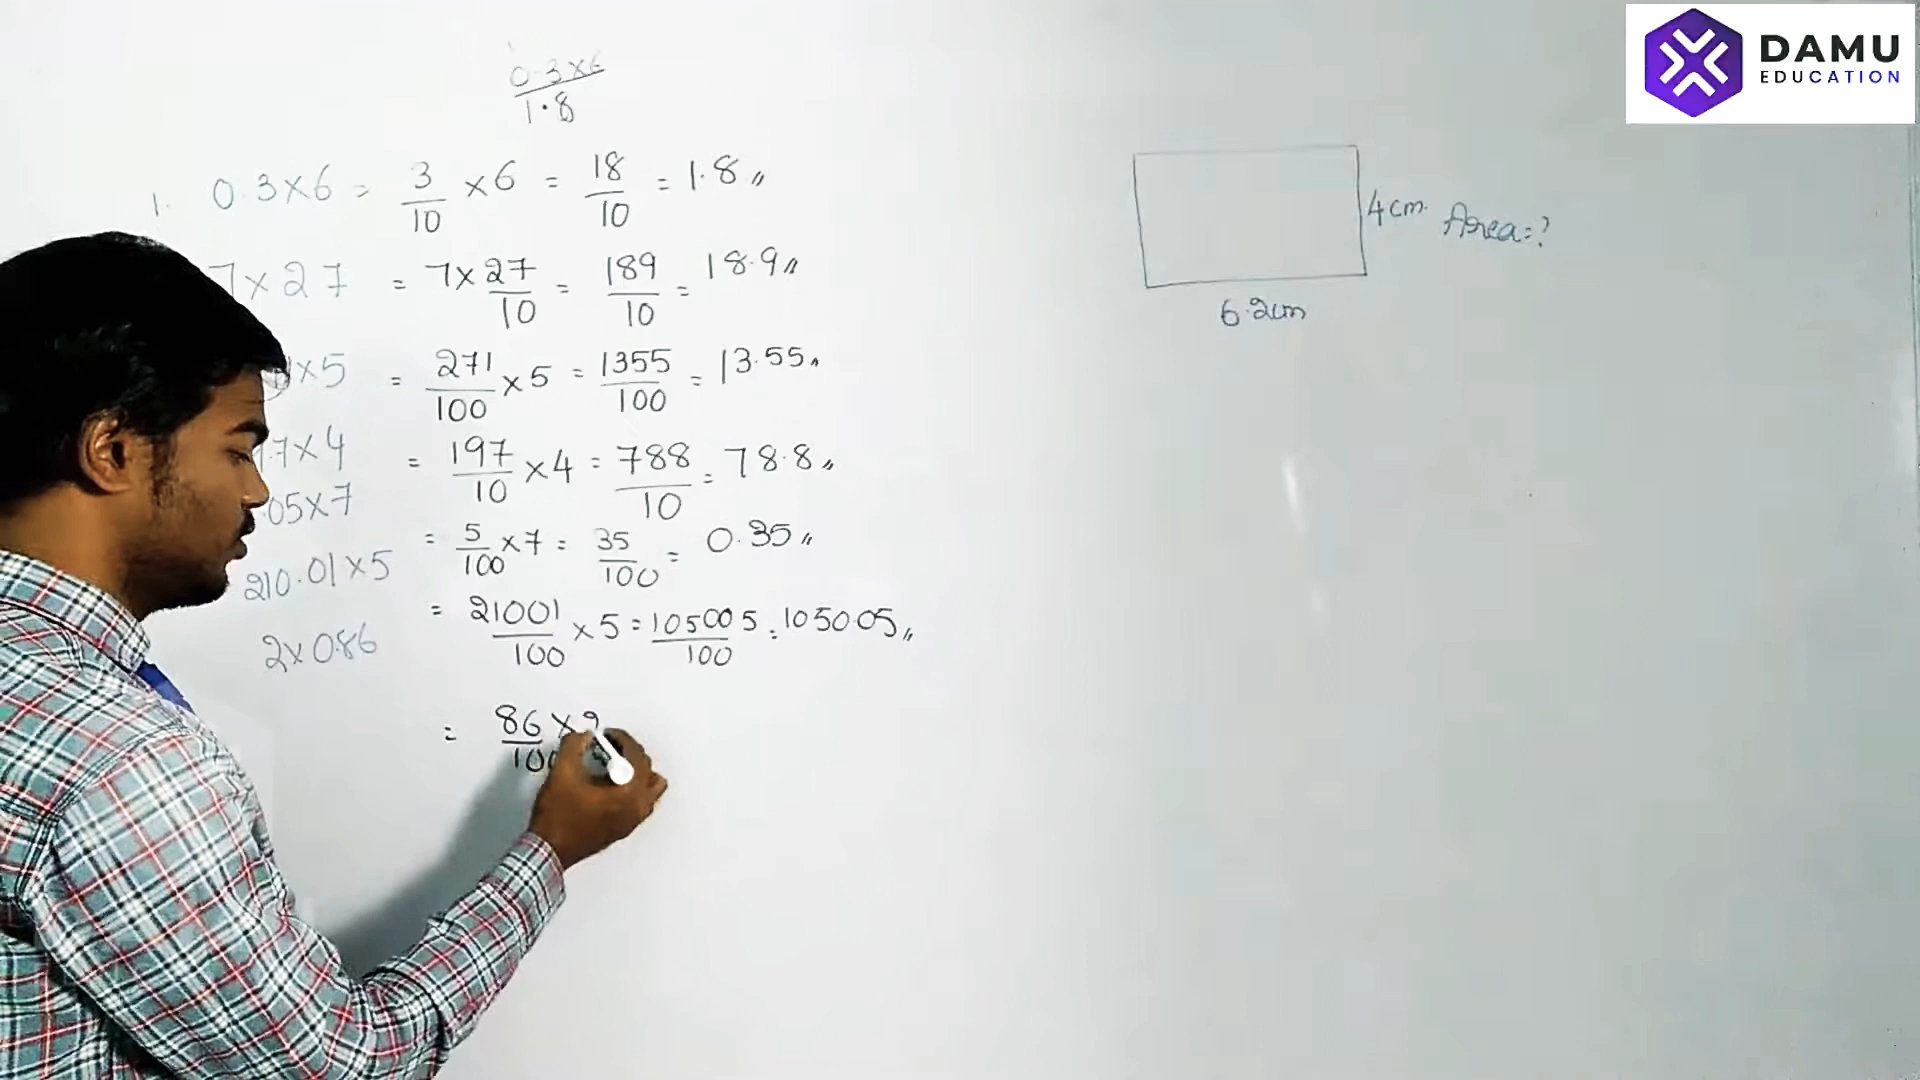 DAMU
EDUCATION
0.3×6
1.8
1. 0.3×6 = 3/10 ×6 = 18/10 = 1.8 〃
7×27 = 7×27/10 = 189/10 = 18.9 〃
×5 = 271/100 ×5 = 1355/100 = 13.55 〃
.7×4 = 197/10 ×4 = 788/10 = 78.8 〃
.05×7 = 5/100 ×7 = 35/100 = 0.35 〃
210.01×5 = 21001/100 ×5 = 105005/100 = 1050.05 〃
2×0.86 = 86/100 ×2
4cm. Area=?
6.2cm